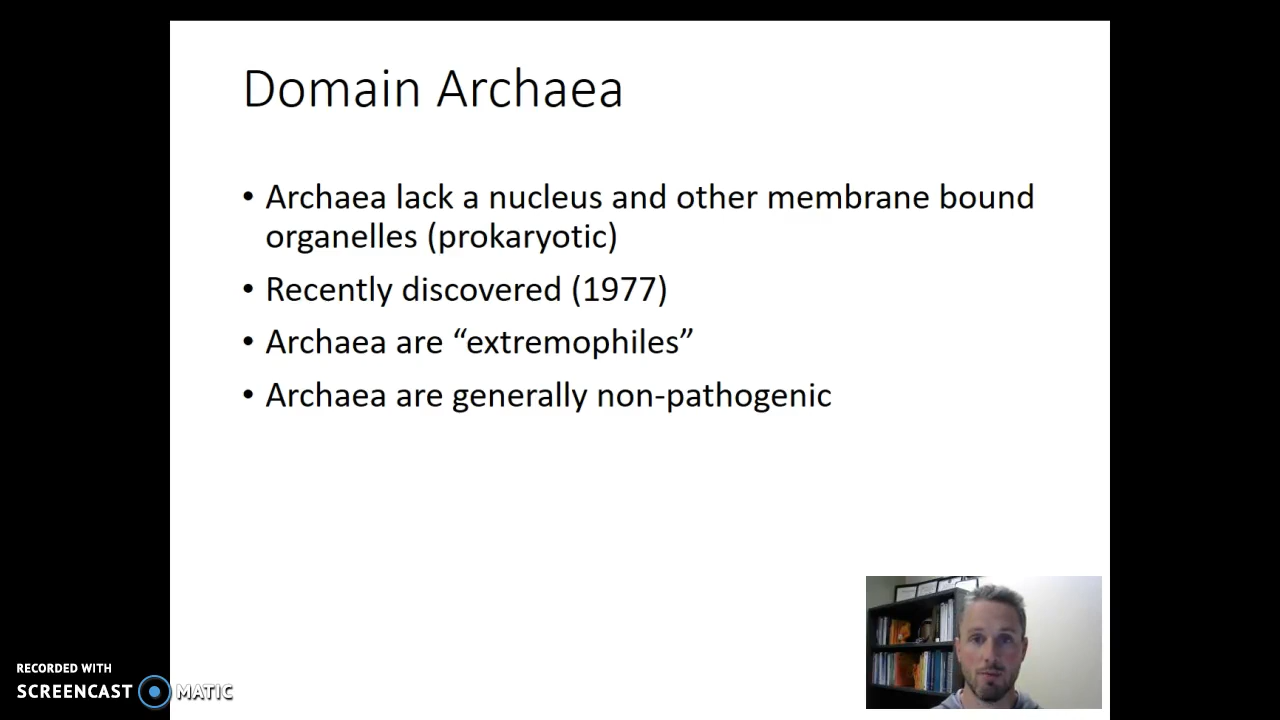 Domain Archaea
• Archaea lack a nucleus and other membrane bound
organelles (prokaryotic)
• Recently discovered (1977)
• Archaea are “extremophiles”
• Archaea are generally non-pathogenic
RECORDED WITH
SCREENCAST MATIC